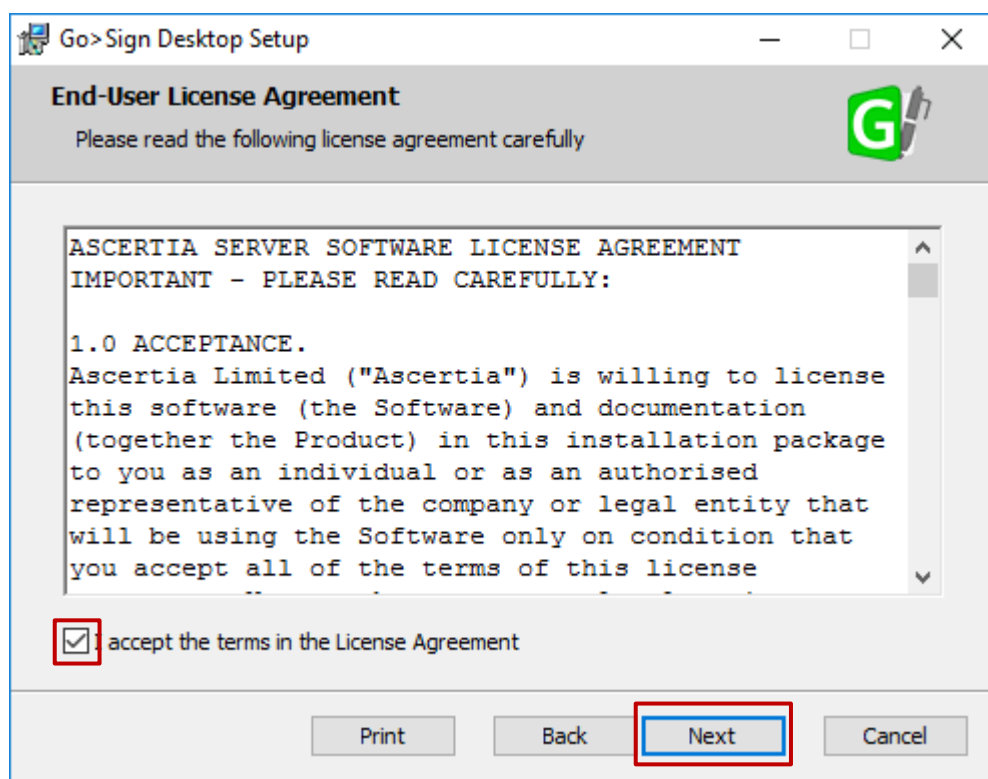 Go>Sign Desktop Setup
End-User License Agreement
Please read the following license agreement carefully
G
ASCERTIA SERVER SOFTWARE LICENSE AGREEMENT
IMPORTANT - PLEASE READ CAREFULLY:
1.0 ACCEPTANCE.
Ascertia Limited ("Ascertia") is willing to license
this software (the Software) and documentation
(together the Product) in this installation package
to you as an individual or as an authorised
representative of the company or legal entity that
will be using the Software only on condition that
you accept all of the terms of this license
I accept the terms in the License Agreement
Print Back Next Cancel